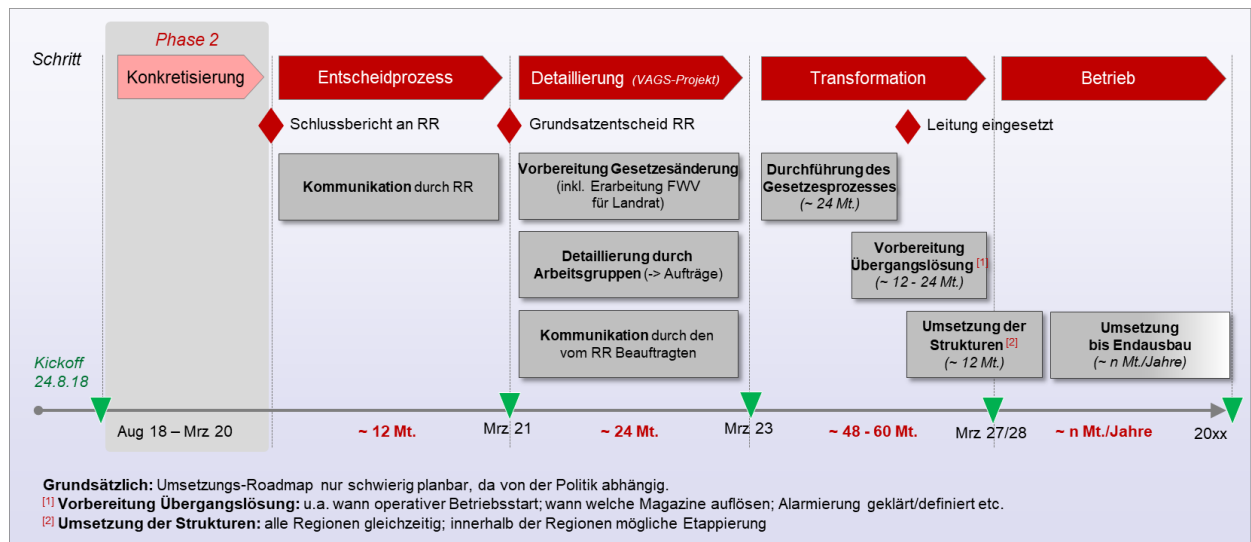 Phase 2
Schritt
Konkretisierung
Entscheidprozess
Detaillierung (VAGS-Projekt)
Transformation
Betrieb
Schlussbericht an RR
Grundsatzentscheid RR
Leitung eingesetzt
Kommunikation durch RR
Vorbereitung Gesetzesänderung
(inkl. Erarbeitung FWV
für Landrat)
Durchführung des
Gesetzesprozesses
(~ 24 Mt.)
Detaillierung durch
Arbeitsgruppen (-> Aufträge)
Vorbereitung
Übergangslösung [1]
(~ 12 - 24 Mt.)
Kommunikation durch den
vom RR Beauftragten
Umsetzung der
Strukturen [2]
(~ 12 Mt.)
Umsetzung
bis Endausbau
(~ n Mt./Jahre)
Kickoff
24.8.18
Aug 18 – Mrz 20
~ 12 Mt.
Mrz 21
~ 24 Mt.
Mrz 23
~ 48 - 60 Mt.
Mrz 27/28
~ n Mt./Jahre
20xx
Grundsätzlich: Umsetzungs-Roadmap nur schwierig planbar, da von der Politik abhängig.
[1] Vorbereitung Übergangslösung: u.a. wann operativer Betriebsstart; wann welche Magazine auflösen; Alarmierung geklärt/definiert etc.
[2] Umsetzung der Strukturen: alle Regionen gleichzeitig; innerhalb der Regionen mögliche Etappierung